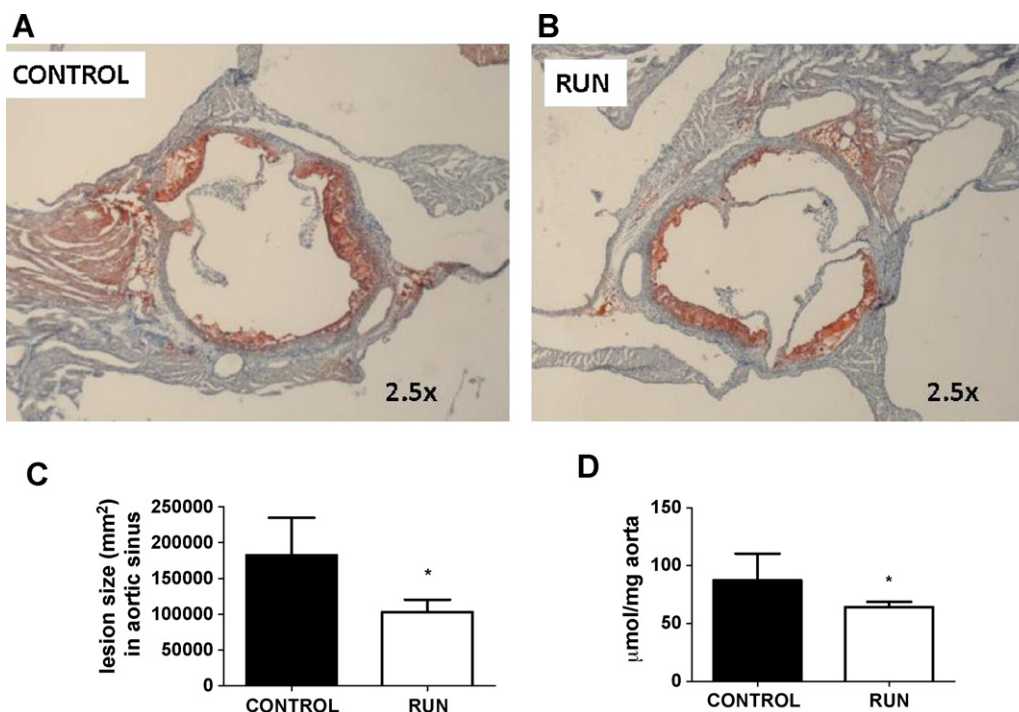 A
B
CONTROL
RUN
2.5x
2.5x
C
D
lesion size (mm²)
in aortic sinus
250000
200000
150000
100000
50000
0
*
CONTROL
RUN
µmol/mg aorta
150
100
50
0
*
CONTROL
RUN